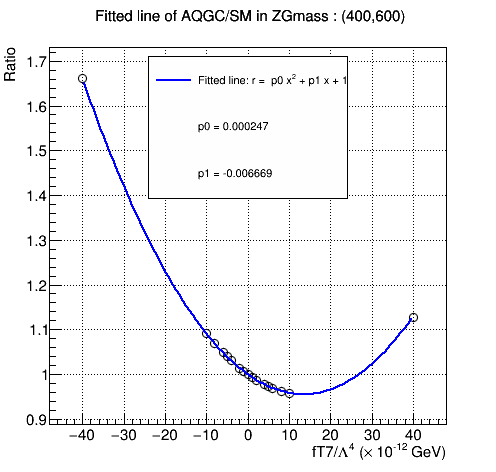 Fitted line of AQGC/SM in ZGmass : (400,600)
Ratio
1.7
1.6
1.5
1.4
1.3
1.2
1.1
1
0.9
Fitted line: r = p0 x² + p1 x + 1
p0 = 0.000247
p1 = -0.006669
−40 −30 −20 −10 0 10 20 30 40
fT7/Λ⁴ (× 10⁻¹² GeV)